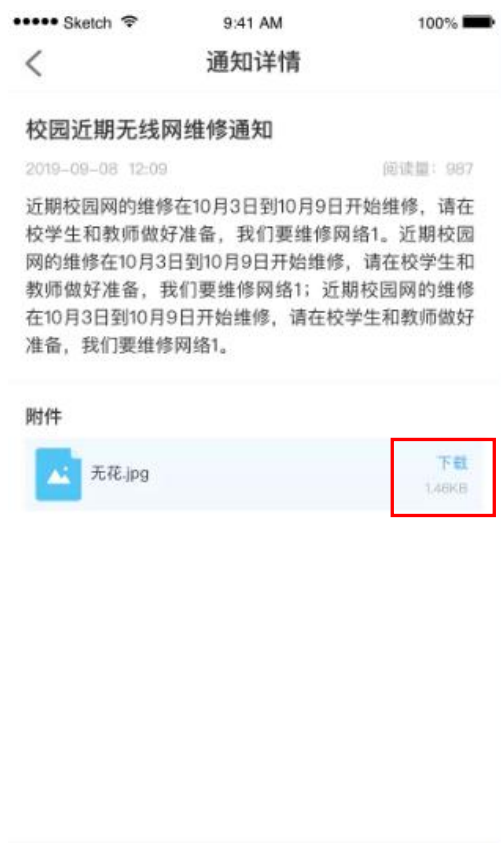 Sketch 9:41 AM 100%
通知详情
校园近期无线网维修通知
2019-09-08 12:09 阅读量：987
近期校园网的维修在10月3日到10月9日开始维修，请在
校学生和教师做好准备，我们要维修网络1。近期校园
网的维修在10月3日到10月9日开始维修，请在校学生和
教师做好准备，我们要维修网络1；近期校园网的维修
在10月3日到10月9日开始维修，请在校学生和教师做好
准备，我们要维修网络1。
附件
无花.jpg 下载
1.46KB